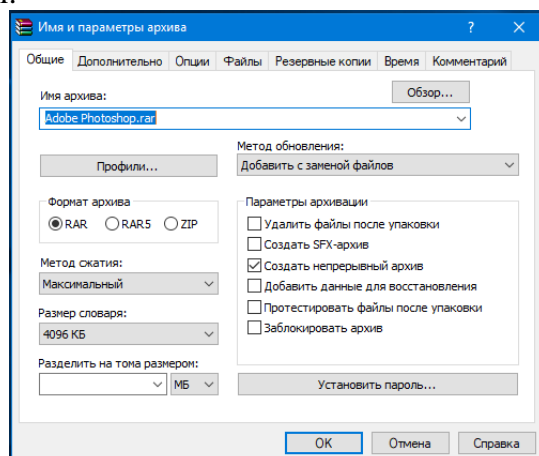 Имя и параметры архива ?
Общие Дополнительно Опции Файлы Резервные копии Время Комментарий
Имя архива:
Обзор...
Adobe Photoshop.rar
Профили...
Метод обновления:
Добавить с заменой файлов
Формат архива
RAR RAR5 ZIP
Метод сжатия:
Максимальный
Размер словаря:
4096 КБ
Разделить на тома размером:
МБ
Параметры архивации
Удалить файлы после упаковки
Создать SFX-архив
Создать непрерывный архив
Добавить данные для восстановления
Протестировать файлы после упаковки
Заблокировать архив
Установить пароль...
OK Отмена Справка